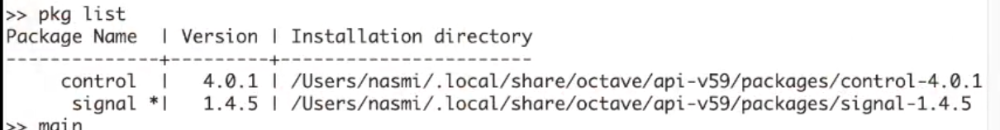 >> pkg list
Package Name  | Version | Installation directory
--------------+---------+-----------------------
     control  |   4.0.1 | /Users/nasmi/.local/share/octave/api-v59/packages/control-4.0.1
      signal *|   1.4.5 | /Users/nasmi/.local/share/octave/api-v59/packages/signal-1.4.5
>> main